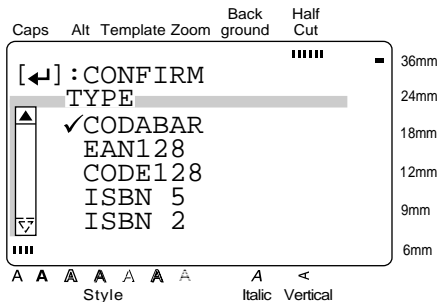 Caps Alt Template Zoom Back ground Half Cut
[↵]:CONFIRM
TYPE
✓CODABAR
EAN128
CODE128
ISBN 5
ISBN 2
36mm
24mm
18mm
12mm
9mm
6mm
A A A A A A A A A
Style Italic Vertical